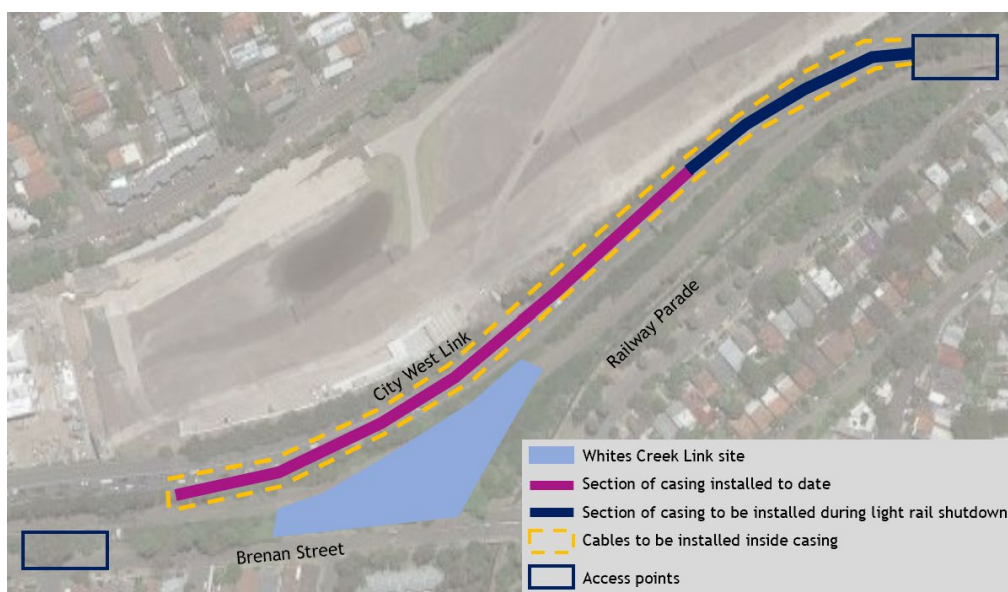 City West Link
Railway Parade
Brenan Street
Whites Creek Link site
Section of casing installed to date
Section of casing to be installed during light rail shutdown
Cables to be installed inside casing
Access points